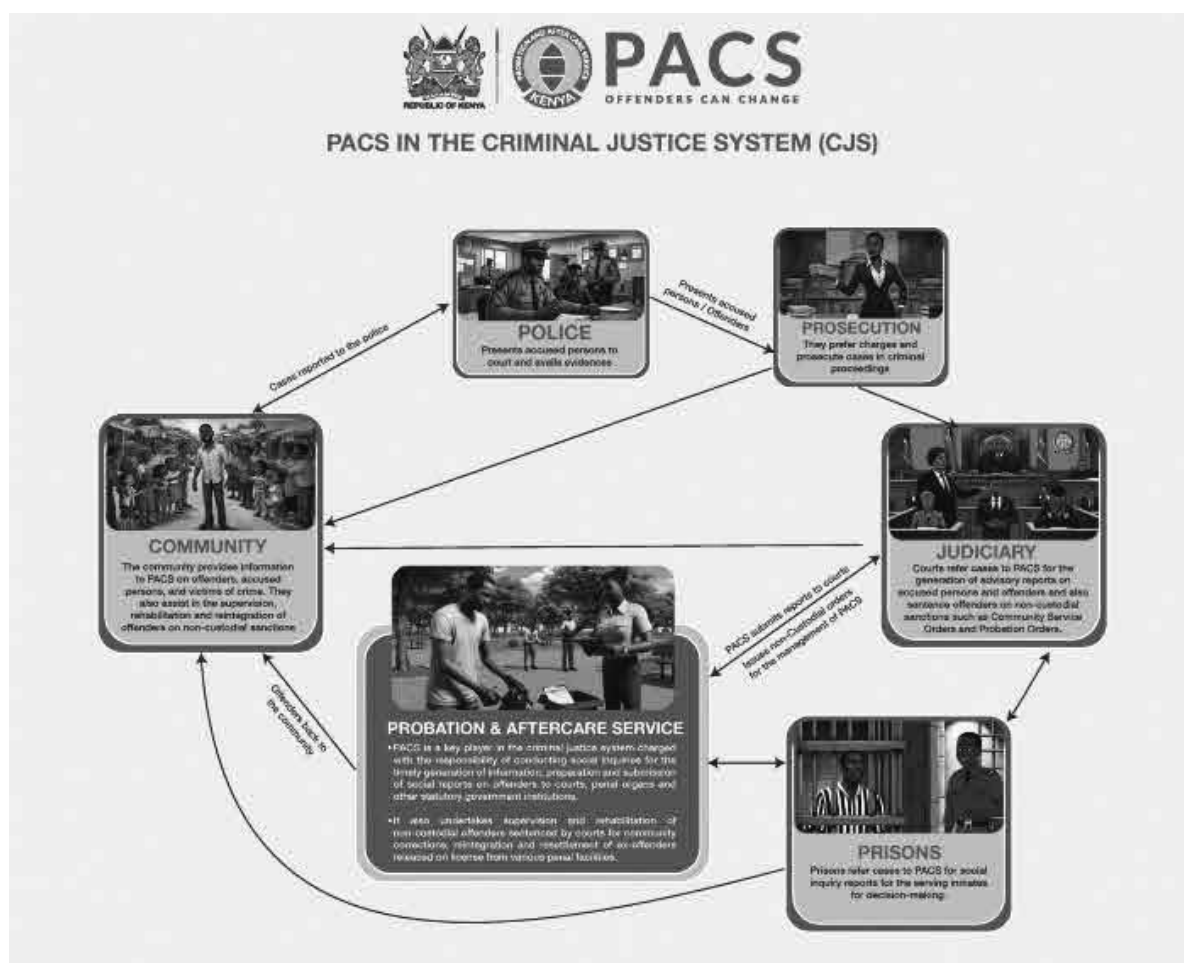 REPUBLIC OF KENYA
PROBATION AND AFTER CARE SERVICE
KENYA
PACS
OFFENDERS CAN CHANGE
PACS IN THE CRIMINAL JUSTICE SYSTEM (CJS)
POLICE
Presents accused persons to
court and avails evidences
Presents accused
persons / Offenders
PROSECUTION
They prefer charges and
prosecute cases in criminal
proceedings
Cases reported to the police
COMMUNITY
The community provides information
to PACS on offenders, accused
persons, and victims of crime. They
also assist in the supervision,
rehabilitation and reintegration of
offenders on non-custodial sanctions
JUDICIARY
Courts refer cases to PACS for the
generation of advisory reports on
accused persons and offenders and also
sentence offenders on non-custodial
sanctions such as Community Service
Orders and Probation Orders.
PACS submits reports to courts
Issue non-Custodial orders
for the management of PACS
Offenders back to
the community
PROBATION & AFTERCARE SERVICE
•PACS is a key player in the criminal justice system charged
with the responsibility of conducting social inquiries for the
timely generation of information, preparation and submission
of social reports on offenders to courts, penal organs and
other statutory government institutions.
•It also undertakes supervision and rehabilitation of
non-custodial offenders sentenced by courts for community
corrections, reintegration and resettlement of ex-offenders
released on license from various penal facilities.
PRISONS
Prisons refer cases to PACS for social
inquiry reports for the serving inmates
for decision-making.